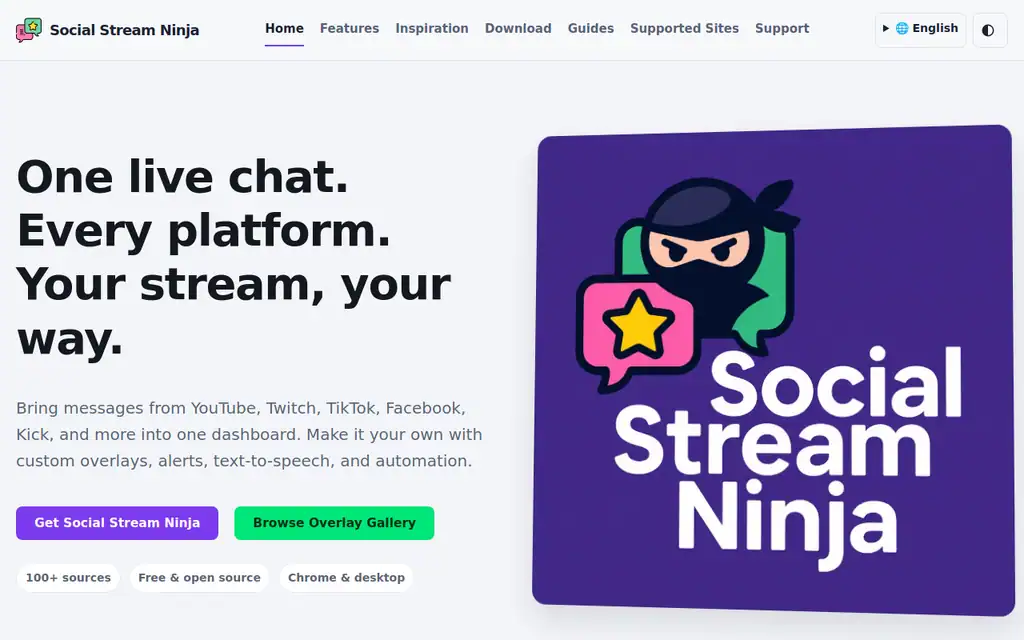 Social Stream Ninja
Home
Features
Inspiration
Download
Guides
Supported Sites
Support
English
One live chat.
Every platform.
Your stream, your
way.
Bring messages from YouTube, Twitch, TikTok, Facebook,
Kick, and more into one dashboard. Make it your own with
custom overlays, alerts, text-to-speech, and automation.
Get Social Stream Ninja
Browse Overlay Gallery
100+ sources
Free & open source
Chrome & desktop
Social
Stream
Ninja